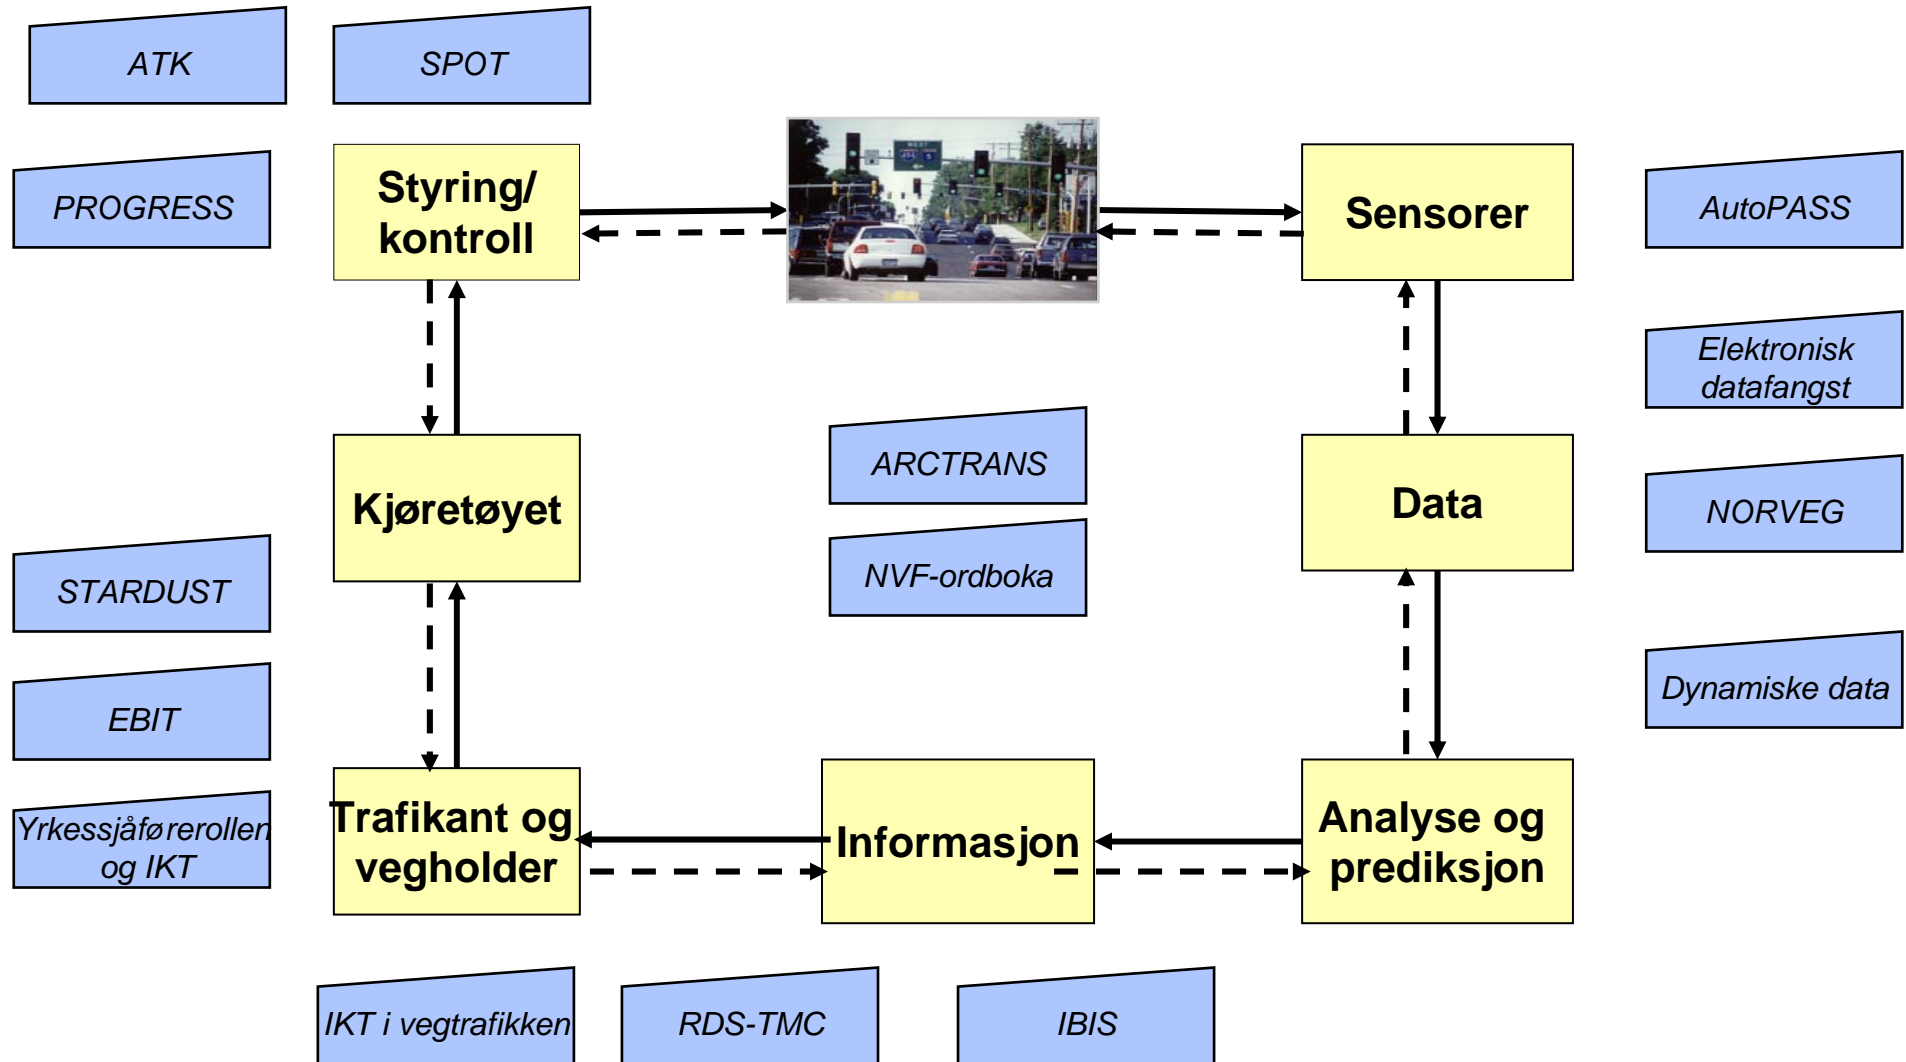 ATK
SPOT
PROGRESS
Styring/
kontroll
WEST
Sensorer
AutoPASS
Elektronisk
datafangst
ARCTRANS
Kjøretøyet
Data
NORVEG
NVF-ordboka
STARDUST
EBIT
Dynamiske data
Yrkessjåførerollen
og IKT
Trafikant og
vegholder
Informasjon
Analyse og
prediksjon
IKT i vegtrafikken
RDS-TMC
IBIS